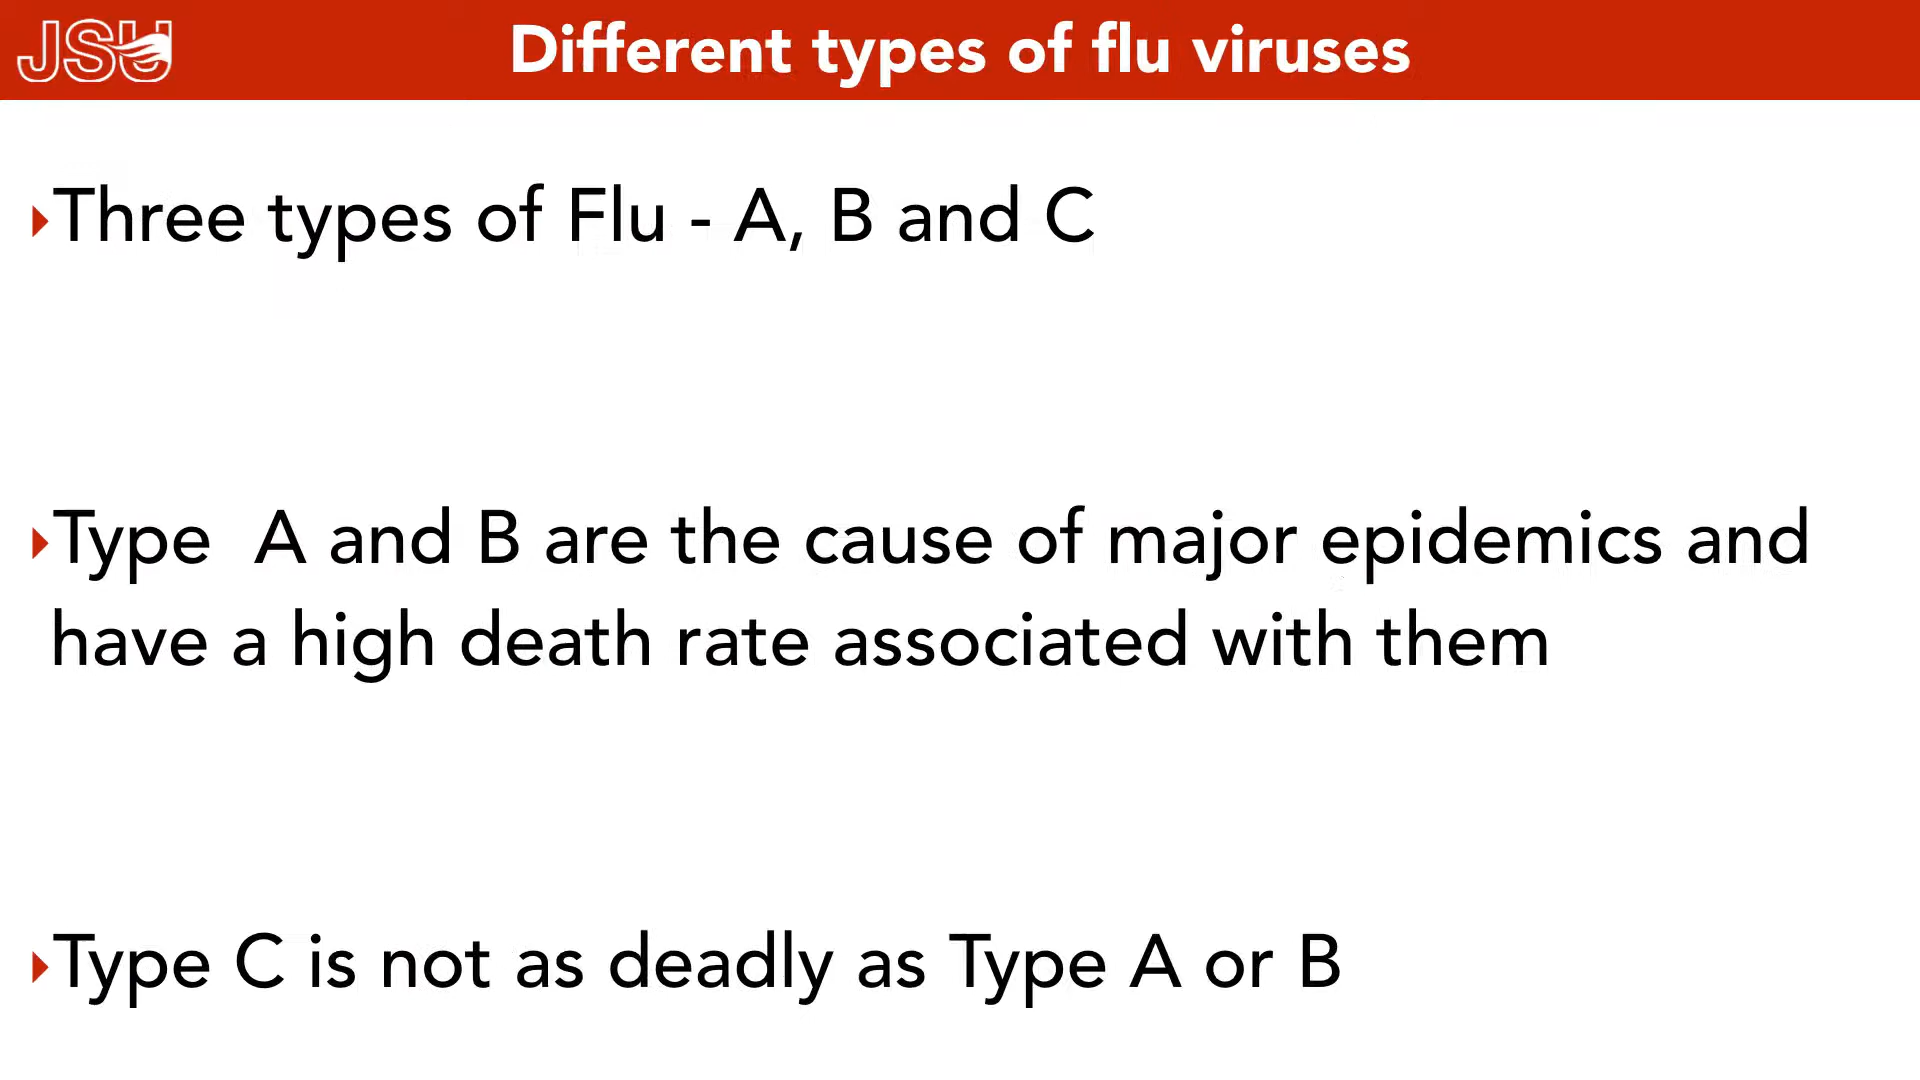 JSU
Different types of flu viruses
Three types of Flu - A, B and C
Type  A and B are the cause of major epidemics and
have a high death rate associated with them
Type C is not as deadly as Type A or B